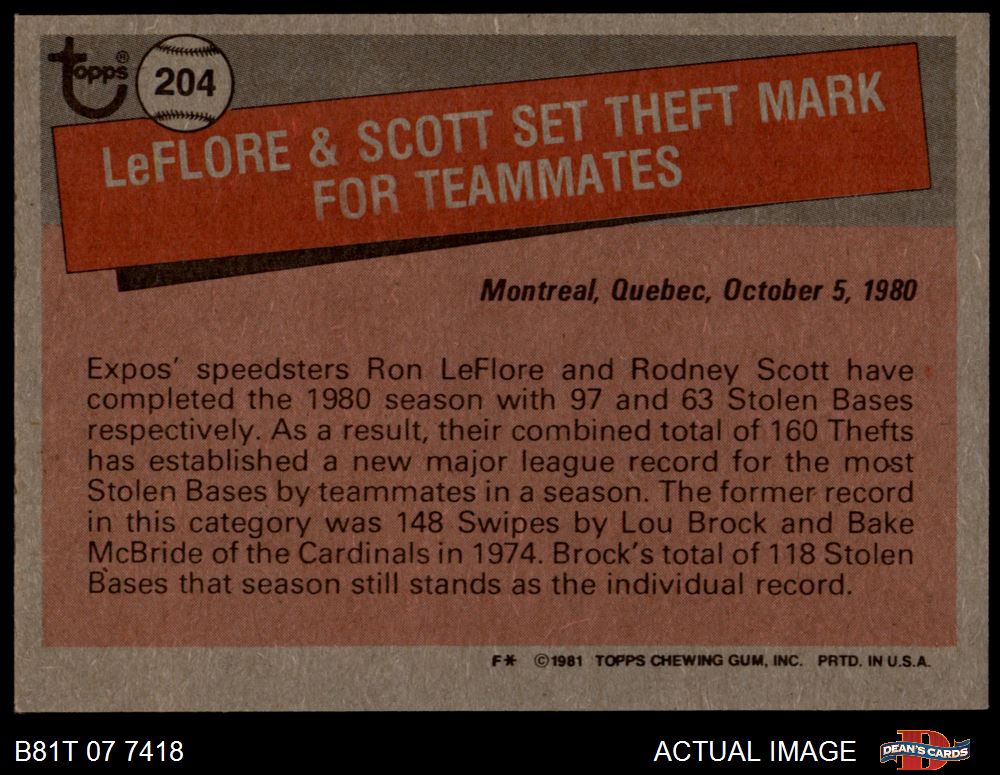 Topps®
204
LeFLORE & SCOTT SET THEFT MARK
FOR TEAMMATES
Montreal, Quebec, October 5, 1980
Expos' speedsters Ron LeFlore and Rodney Scott have
completed the 1980 season with 97 and 63 Stolen Bases
respectively. As a result, their combined total of 160 Thefts
has established a new major league record for the most
Stolen Bases by teammates in a season. The former record
in this category was 148 Swipes by Lou Brock and Bake
McBride of the Cardinals in 1974. Brock's total of 118 Stolen
Bases that season still stands as the individual record.
F* ©1981 TOPPS CHEWING GUM, INC. PRTD. IN U.S.A.
B81T 07 7418
ACTUAL IMAGE
D
DEAN'S CARDS